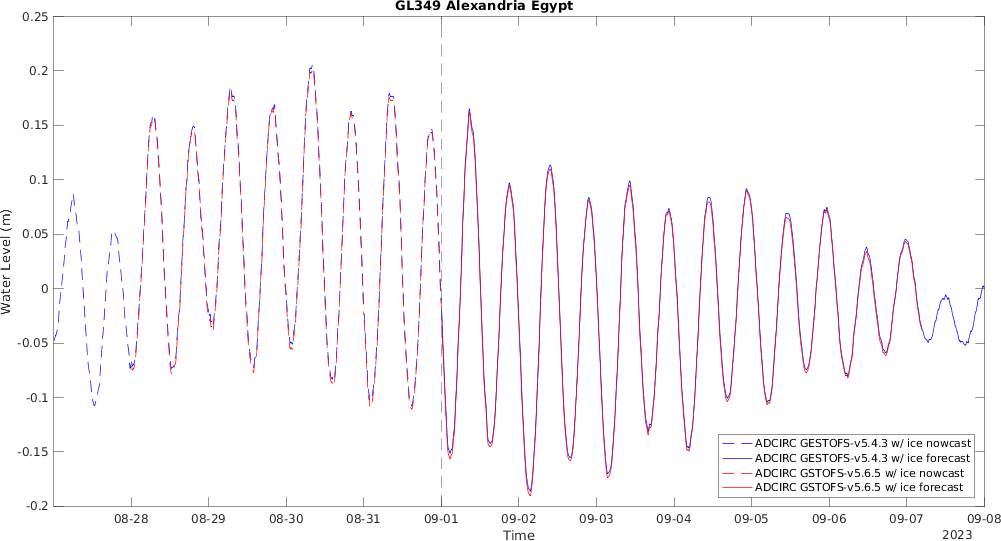 GL349 Alexandria Egypt
0.25
0.2
0.15
0.1
0.05
0
-0.05
-0.1
-0.15
-0.2
Water Level (m)
ADCIRC GESTOFS-v5.4.3 w/ ice nowcast
ADCIRC GESTOFS-v5.4.3 w/ ice forecast
ADCIRC GSTOFS-v5.6.5 w/ ice nowcast
ADCIRC GSTOFS-v5.6.5 w/ ice forecast
08-28 08-29 08-30 08-31 09-01 09-02 09-03 09-04 09-05 09-06 09-07 09-08
Time
2023